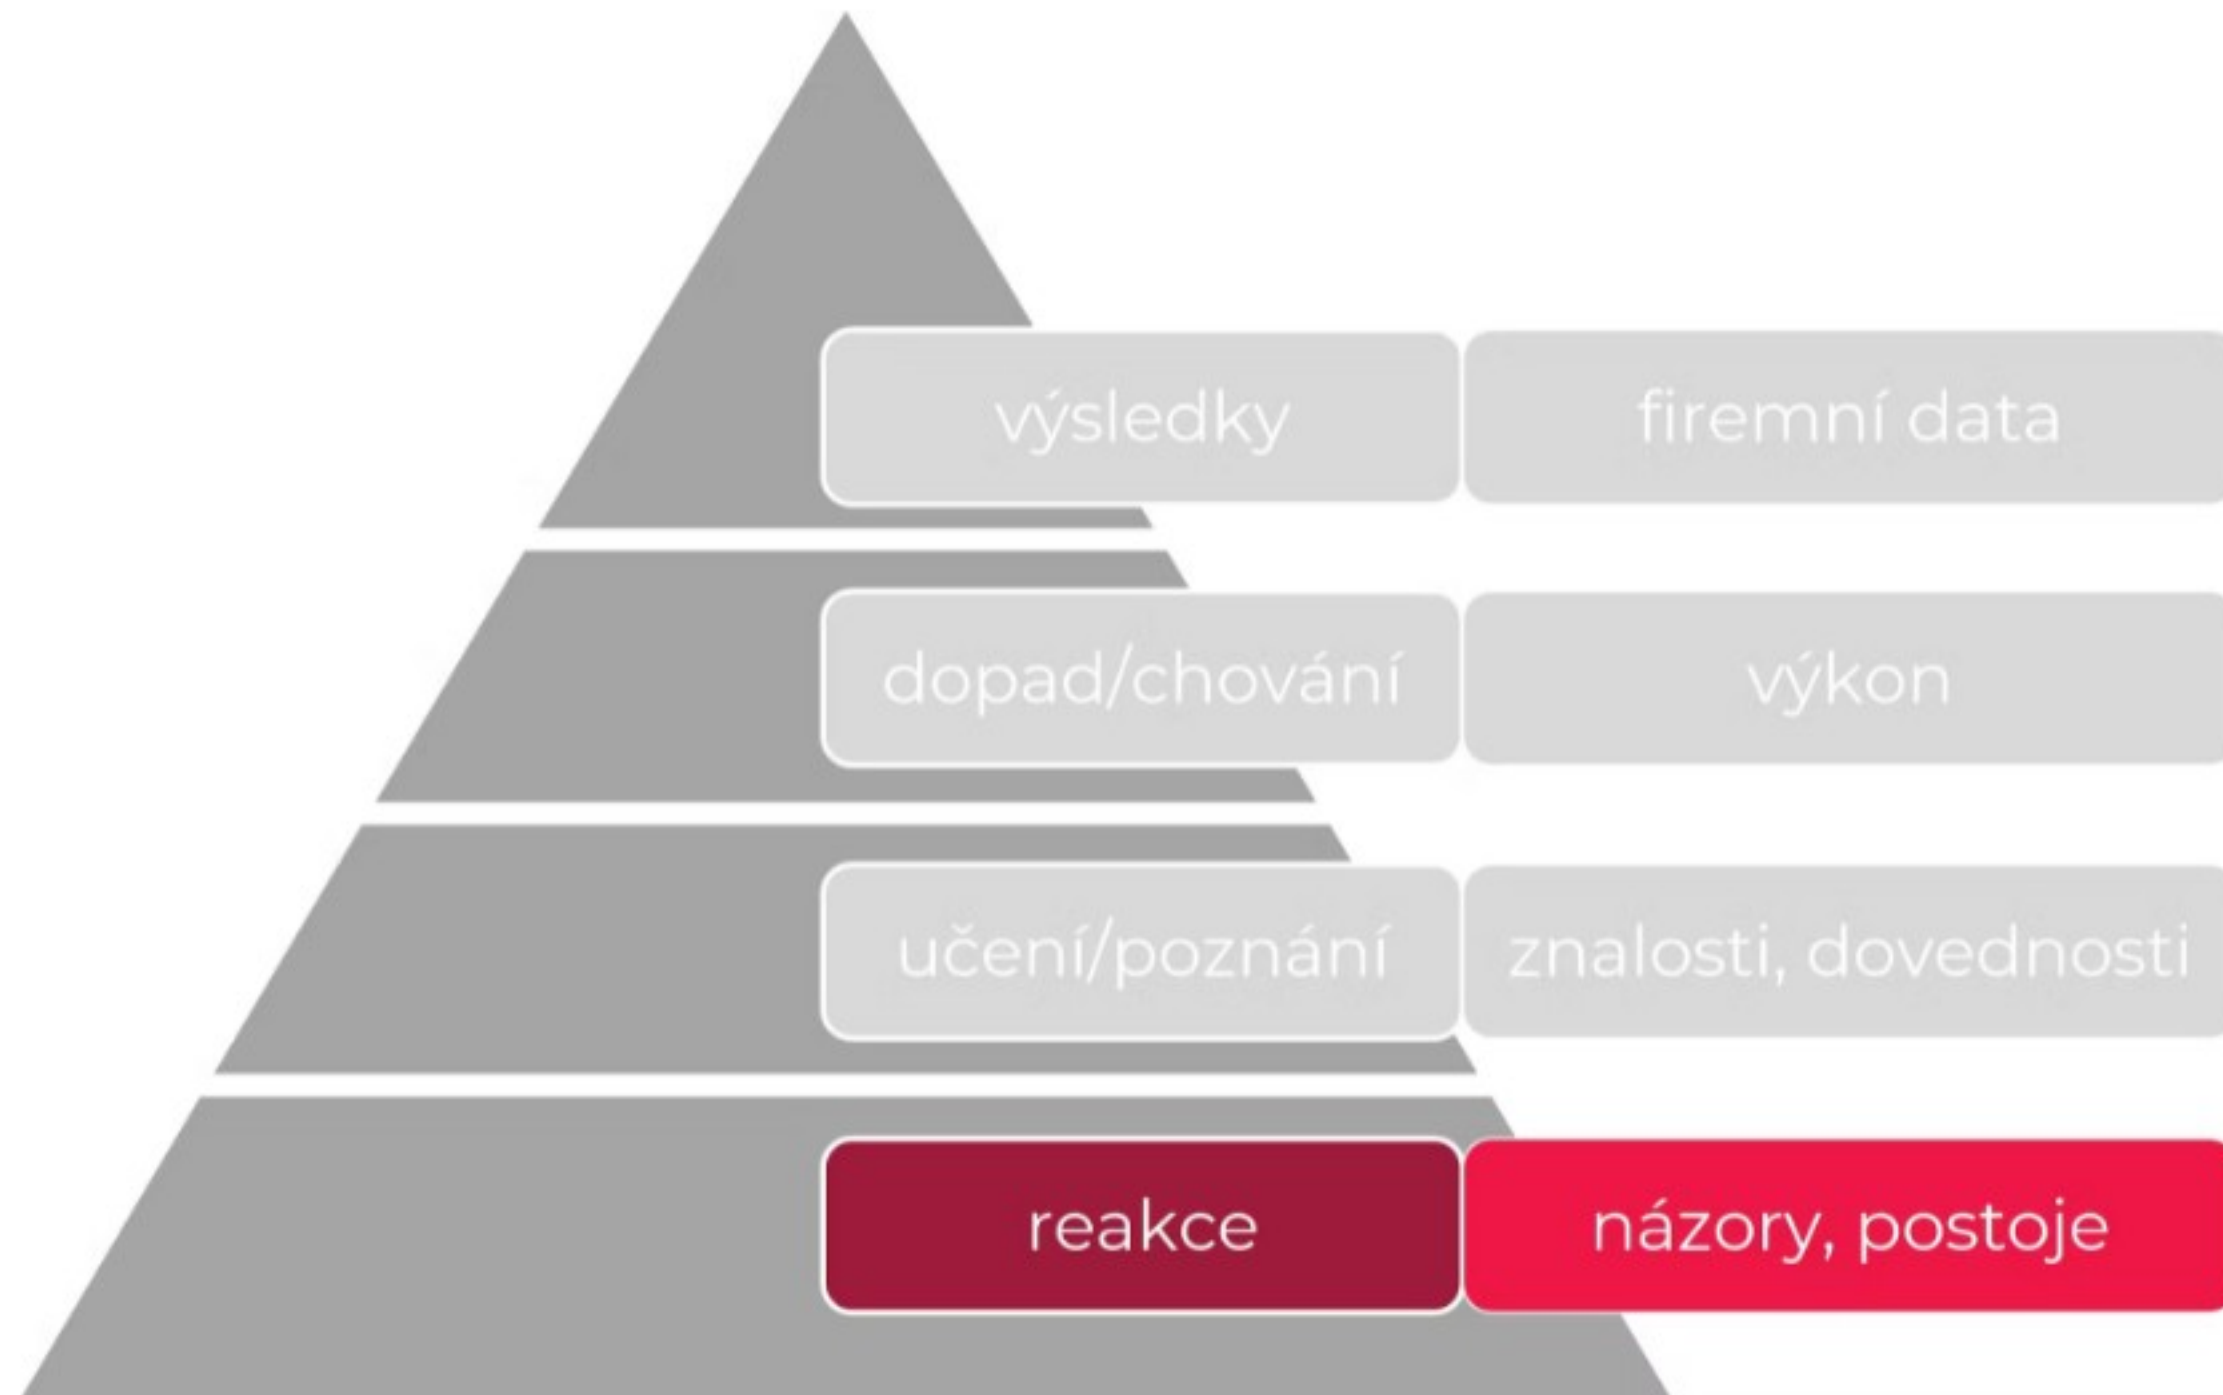 výsledky firemní data
dopad/chování výkon
učení/poznání znalosti, dovednosti
reakce názory, postoje